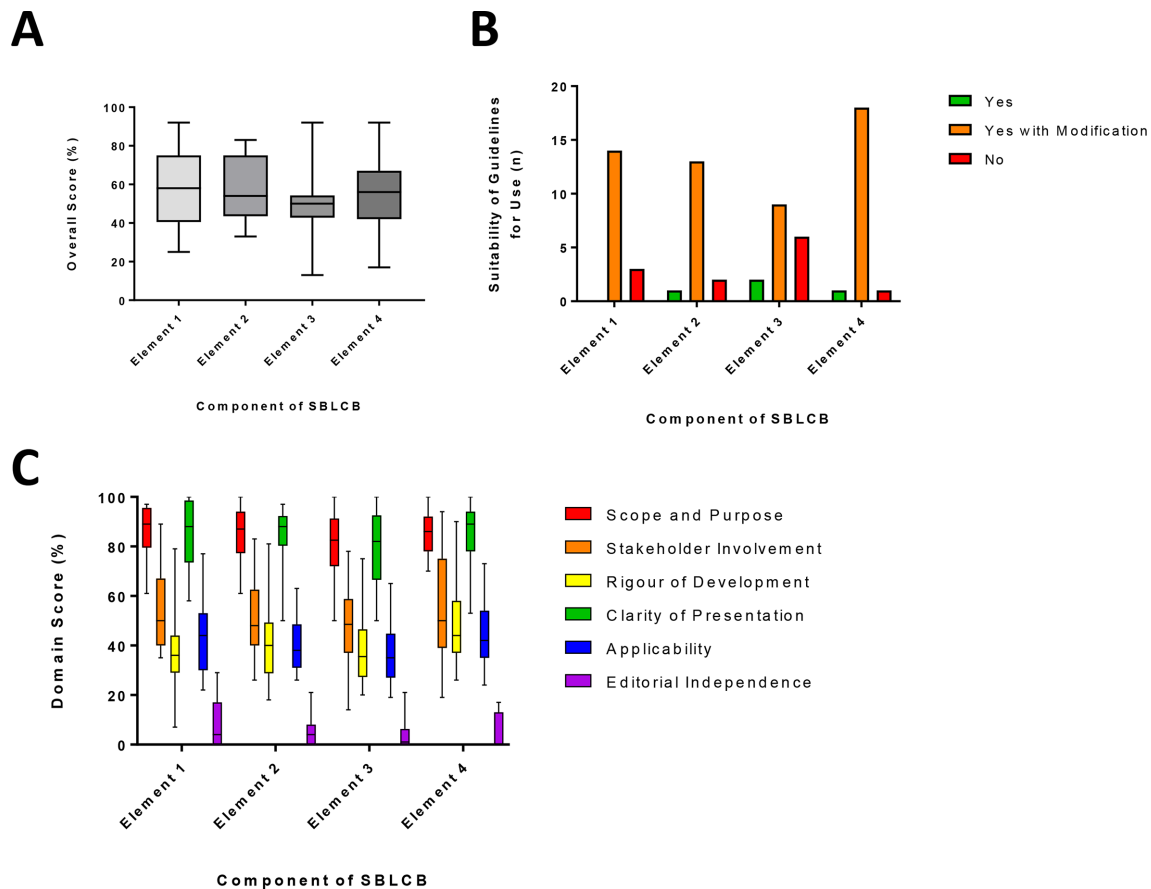 A
B
100
80
60
40
20
0
Overall Score (%)
Element 1
Element 2
Element 3
Element 4
Component of SBLCB
20
15
10
5
0
Suitability of Guidelines
for Use (n)
Element 1
Element 2
Element 3
Element 4
Component of SBLCB
Yes
Yes with Modification
No
C
100
80
60
40
20
0
Domain Score (%)
Element 1
Element 2
Element 3
Element 4
Component of SBLCB
Scope and Purpose
Stakeholder Involvement
Rigour of Development
Clarity of Presentation
Applicability
Editorial Independence